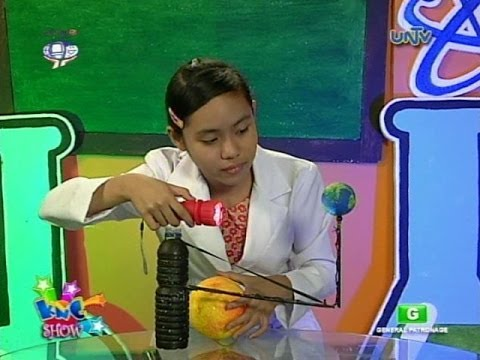 UNTV
KNC
SHOW
G
GENERAL PATRONAGE